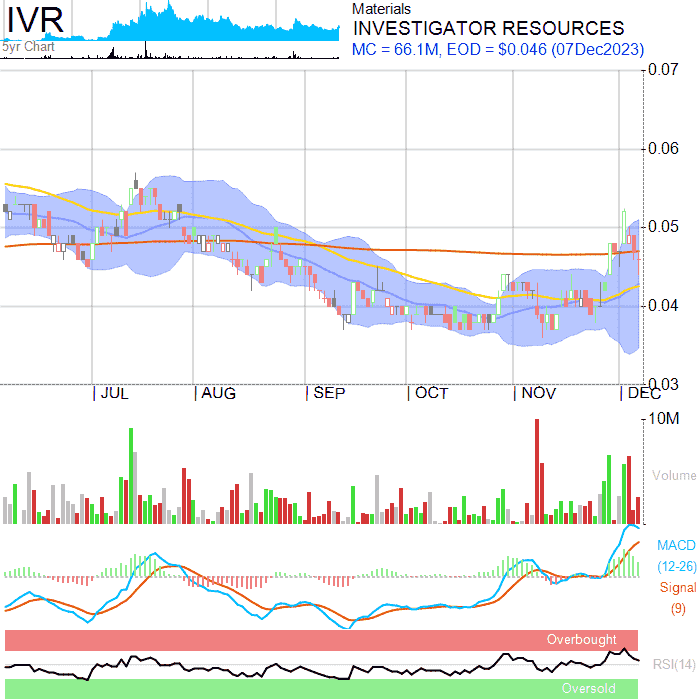 IVR
5yr Chart
Materials
INVESTIGATOR RESOURCES
MC = 66.1M, EOD = $0.046 (07Dec2023)
0.07
0.06
0.05
0.04
0.03
JUL AUG SEP OCT NOV DEC
10M
Volume
MACD
(12-26)
Signal
(9)
Overbought
RSI(14)
Oversold